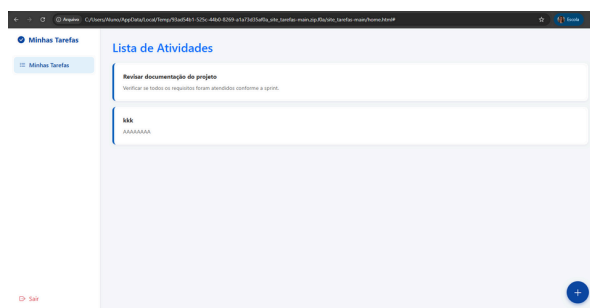 Arquivo C:/Users/Aluno/AppData/Local/Temp/93ad54b1-525c-44b0-8269-a1a73d35af0a_site_tarefas-main.zip.f0a/site_tarefas-main/home.html#
Escola
Minhas Tarefas
Minhas Tarefas
Lista de Atividades
Revisar documentação do projeto
Verificar se todos os requisitos foram atendidos conforme a sprint.
kkk
AAAAAAAA
Sair
+